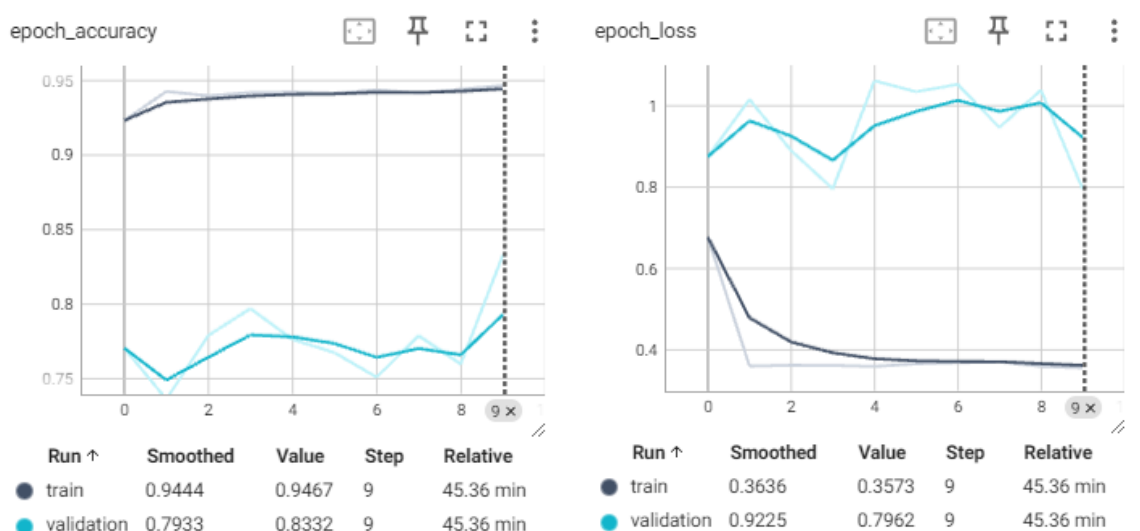 epoch_accuracy
0.95
0.9
0.85
0.8
0.75
0 2 4 6 8 9 ×
Run ↑ Smoothed Value Step Relative
train 0.9444 0.9467 9 45.36 min
validation 0.7933 0.8332 9 45.36 min
epoch_loss
1
0.8
0.6
0.4
0 2 4 6 8 9 × 1
Run ↑ Smoothed Value Step Relative
train 0.3636 0.3573 9 45.36 min
validation 0.9225 0.7962 9 45.36 min